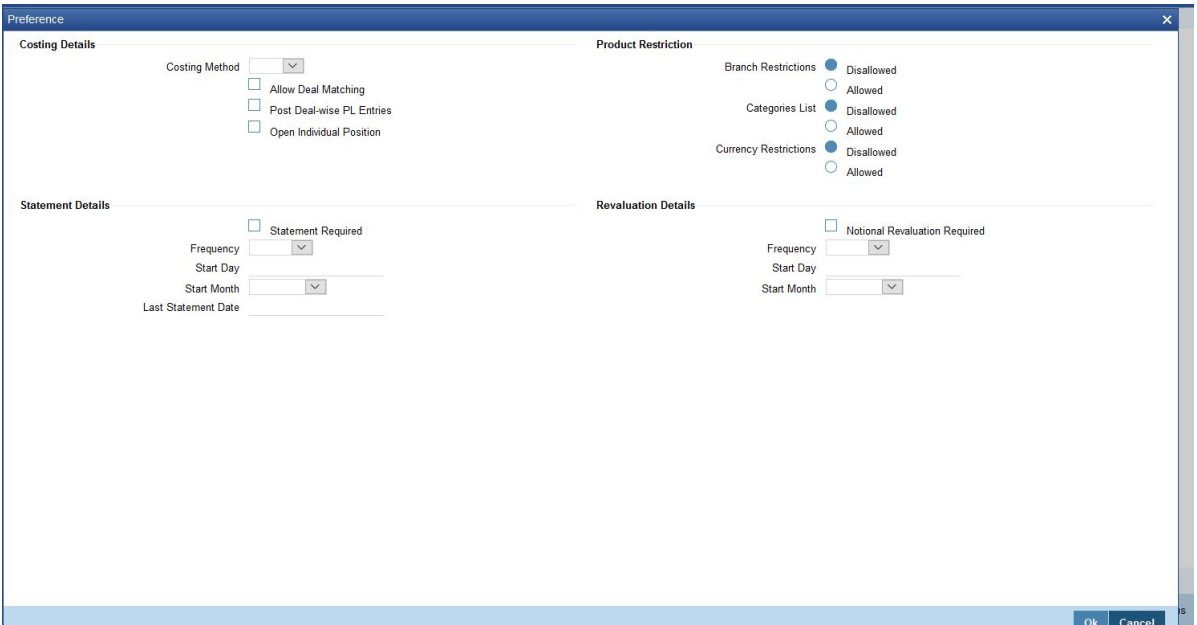 Preference
Costing Details
Costing Method
Allow Deal Matching
Post Deal-wise PL Entries
Open Individual Position
Product Restriction
Branch Restrictions Disallowed
Allowed
Categories List Disallowed
Allowed
Currency Restrictions Disallowed
Allowed
Statement Details
Statement Required
Frequency
Start Day
Start Month
Last Statement Date
Revaluation Details
Notional Revaluation Required
Frequency
Start Day
Start Month
Ok Cancel